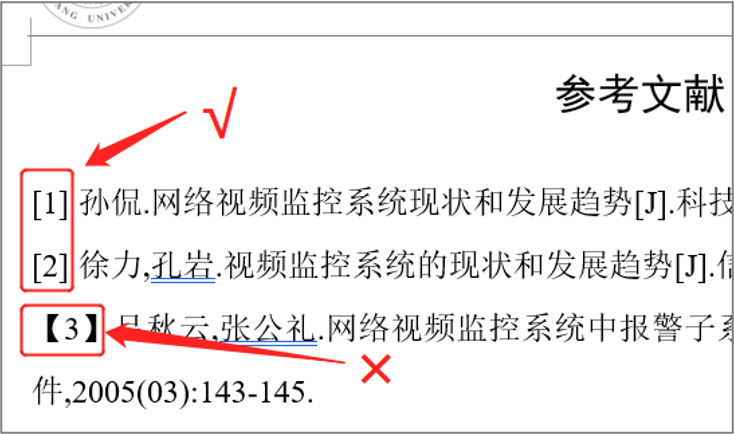 ANG UNIVER
√
参考文献
[1] 孙侃.网络视频监控系统现状和发展趋势[J].科技
[2] 徐力,孔岩.视频监控系统的现状和发展趋势[J].信
【3】吕秋云,张公礼.网络视频监控系统中报警子系
×
件,2005(03):143-145.